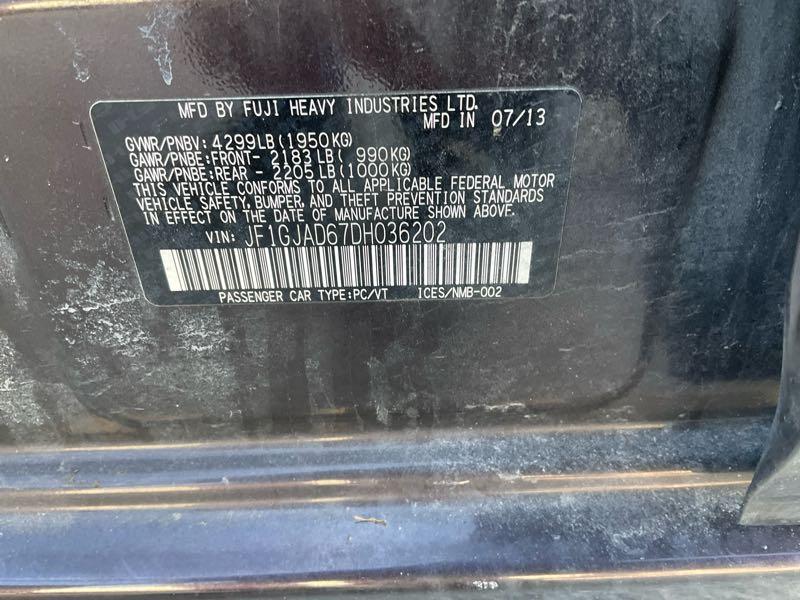 MFD BY FUJI HEAVY INDUSTRIES LTD.
MFD IN 07/13
GVWR/PNBV: 4299LB(1950KG)
GAWR/PNBE:FRONT- 2183LB( 990KG)
GAWR/PNBE:REAR - 2205LB(1000KG)
THIS VEHICLE CONFORMS TO ALL APPLICABLE FEDERAL MOTOR
VEHICLE SAFETY, BUMPER, AND THEFT PREVENTION STANDARDS
IN EFFECT ON THE DATE OF MANUFACTURE SHOWN ABOVE.
VIN: JF1GJAD67DH036202
PASSENGER CAR TYPE:PC/VT ICES/NMB-002